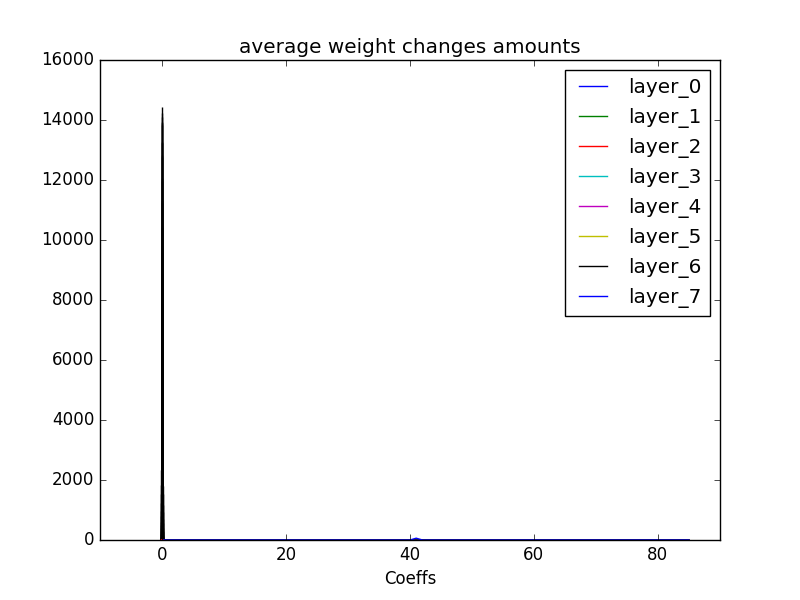 average weight changes amounts
16000
14000
12000
10000
8000
6000
4000
2000
0
layer_0
layer_1
layer_2
layer_3
layer_4
layer_5
layer_6
layer_7
0 20 40 60 80
Coeffs